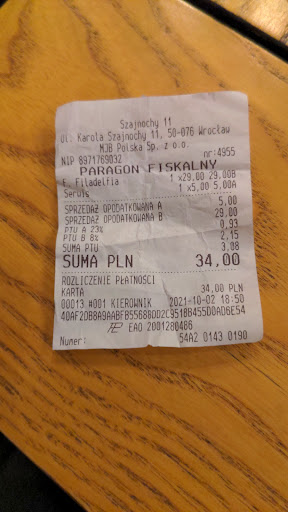 Szajnochy 11
ul. Karola Szajnochy 11, 50-076 Wrocław
MJB Polska Sp. z o.o.
NIP 8971769032 nr:4955
PARAGON FISKALNY
F. Filadelfia 1 x29,00 29,00B
Serwis 1 x5,00 5,00A
SPRZEDAŻ OPODATKOWANA A 5,00
SPRZEDAŻ OPODATKOWANA B 29,00
PTU A 23% 0,93
PTU B 8% 2,15
SUMA PTU 3,08
SUMA PLN 34,00
ROZLICZENIE PŁATNOŚCI
KARTA 34,00 PLN
00013 #001 KIEROWNIK 2021-10-02 18:50
40AF20B8A9AABFB5568BDD2C951BB455D0AD6E54
EAO 2001280486
Numer: 54A2 0143 0190